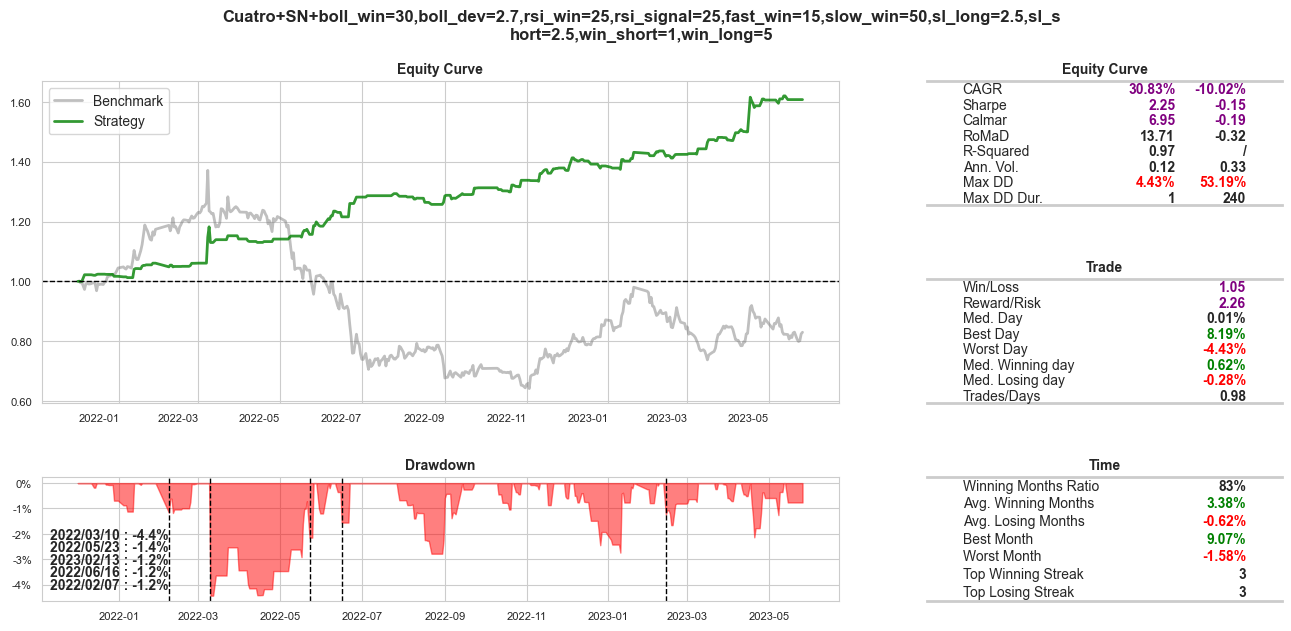 Cuatro+SN+boll_win=30,boll_dev=2.7,rsi_win=25,rsi_signal=25,fast_win=15,slow_win=50,sl_long=2.5,sl_s
hort=2.5,win_short=1,win_long=5
Equity Curve
Benchmark
Strategy
1.60
1.40
1.20
1.00
0.80
0.60
2022-01 2022-03 2022-05 2022-07 2022-09 2022-11 2023-01 2023-03 2023-05
Equity Curve
CAGR 30.83% -10.02%
Sharpe 2.25 -0.15
Calmar 6.95 -0.19
RoMaD 13.71 -0.32
R-Squared 0.97 /
Ann. Vol. 0.12 0.33
Max DD 4.43% 53.19%
Max DD Dur. 1 240
Trade
Win/Loss 1.05
Reward/Risk 2.26
Med. Day 0.01%
Best Day 8.19%
Worst Day -4.43%
Med. Winning day 0.62%
Med. Losing day -0.28%
Trades/Days 0.98
Drawdown
0%
-1%
-2%
-3%
-4%
2022/03/10 : -4.4%
2022/05/23 : -1.4%
2023/02/13 : -1.2%
2022/06/16 : -1.2%
2022/02/07 : -1.2%
2022-01 2022-03 2022-05 2022-07 2022-09 2022-11 2023-01 2023-03 2023-05
Time
Winning Months Ratio 83%
Avg. Winning Months 3.38%
Avg. Losing Months -0.62%
Best Month 9.07%
Worst Month -1.58%
Top Winning Streak 3
Top Losing Streak 3